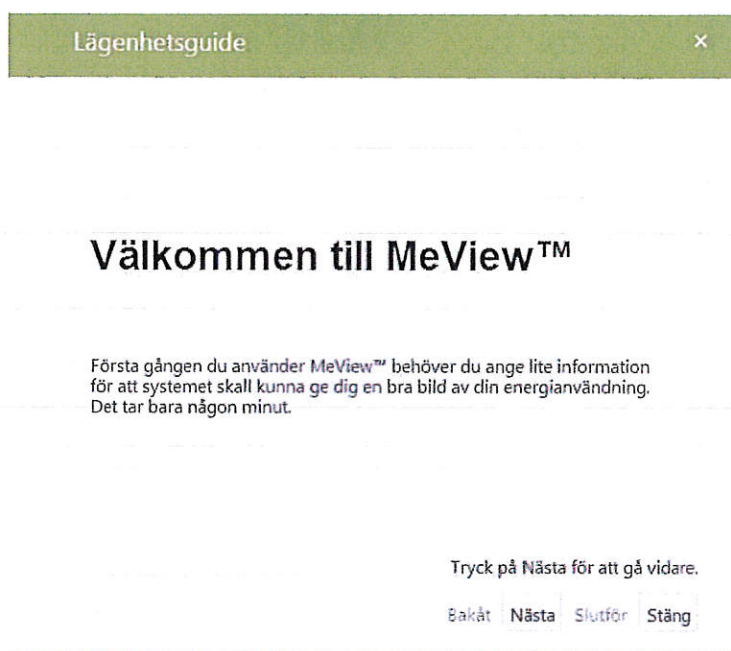 Lägenhetsguide ×
Välkommen till MeView™
Första gången du använder MeView™ behöver du ange lite information
för att systemet skall kunna ge dig en bra bild av din energianvändning.
Det tar bara någon minut.
Tryck på Nästa för att gå vidare.
Bakåt Nästa Slutför Stäng